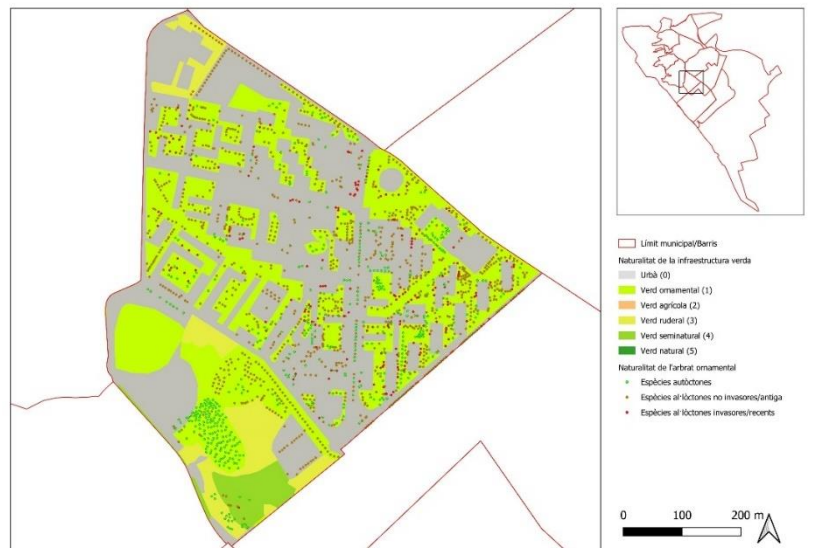 Límit municipal/Barris
Naturalitat de la infraestructura verda
Urbà (0)
Verd ornamental (1)
Verd agrícola (2)
Verd ruderal (3)
Verd seminatural (4)
Verd natural (5)
Naturalitat de l'arbrat ornamental
Espècies autòctones
Espècies al·lòctones no invasores/antiga
Espècies al·lòctones invasores/recents
0 100 200 m